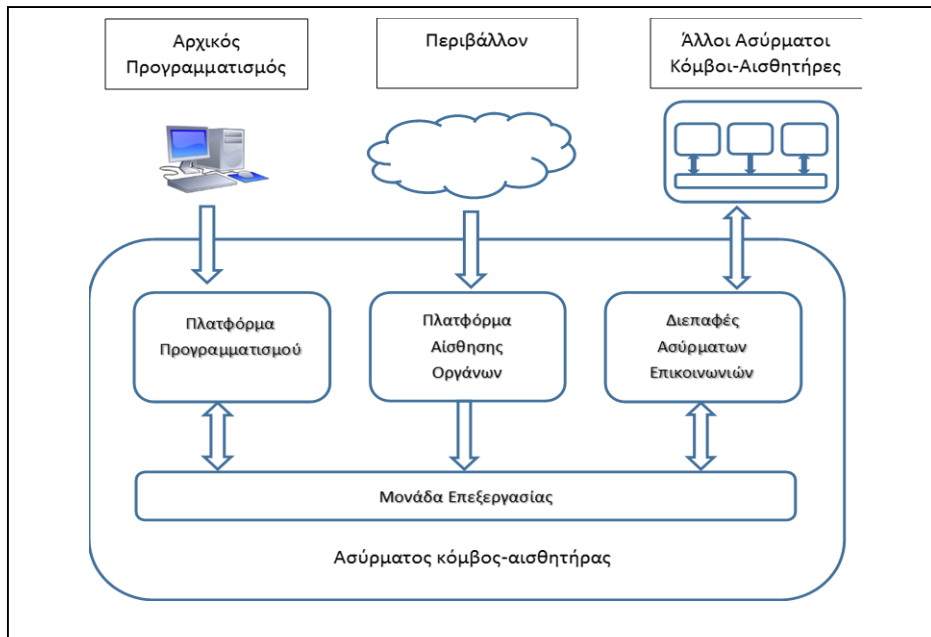 Αρχικός
Προγραμματισμός
Περιβάλλον
Άλλοι Ασύρματοι
Κόμβοι-Αισθητήρες
Πλατφόρμα
Προγραμματισμού
Πλατφόρμα
Αίσθησης
Οργάνων
Διεπαφές
Ασύρματων
Επικοινωνιών
Μονάδα Επεξεργασίας
Ασύρματος κόμβος-αισθητήρας